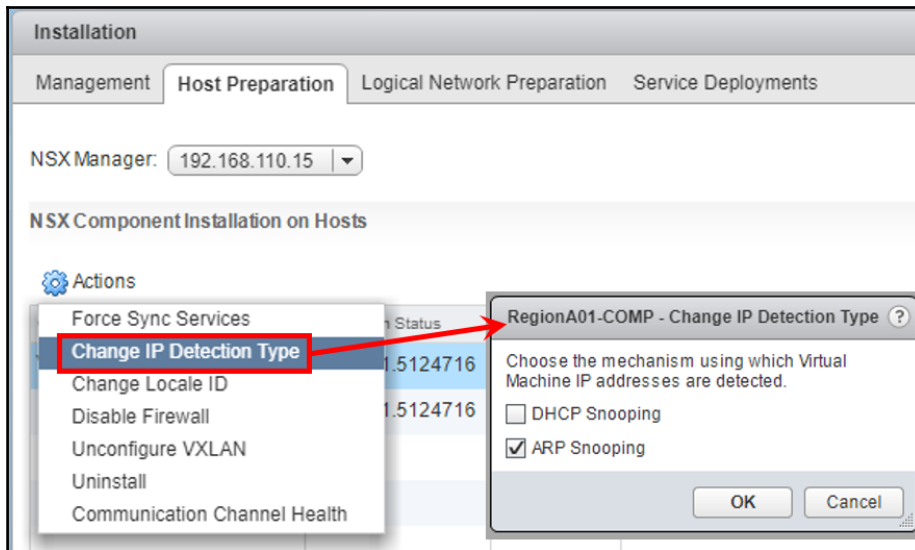 Installation
Management Host Preparation Logical Network Preparation Service Deployments
NSX Manager: 192.168.110.15
NSX Component Installation on Hosts
Actions
Force Sync Services
Change IP Detection Type
Change Locale ID
Disable Firewall
Unconfigure VXLAN
Uninstall
Communication Channel Health
n Status
1.5124716
1.5124716
RegionA01-COMP - Change IP Detection Type ?
Choose the mechanism using which Virtual
Machine IP addresses are detected.
DHCP Snooping
ARP Snooping
OK Cancel